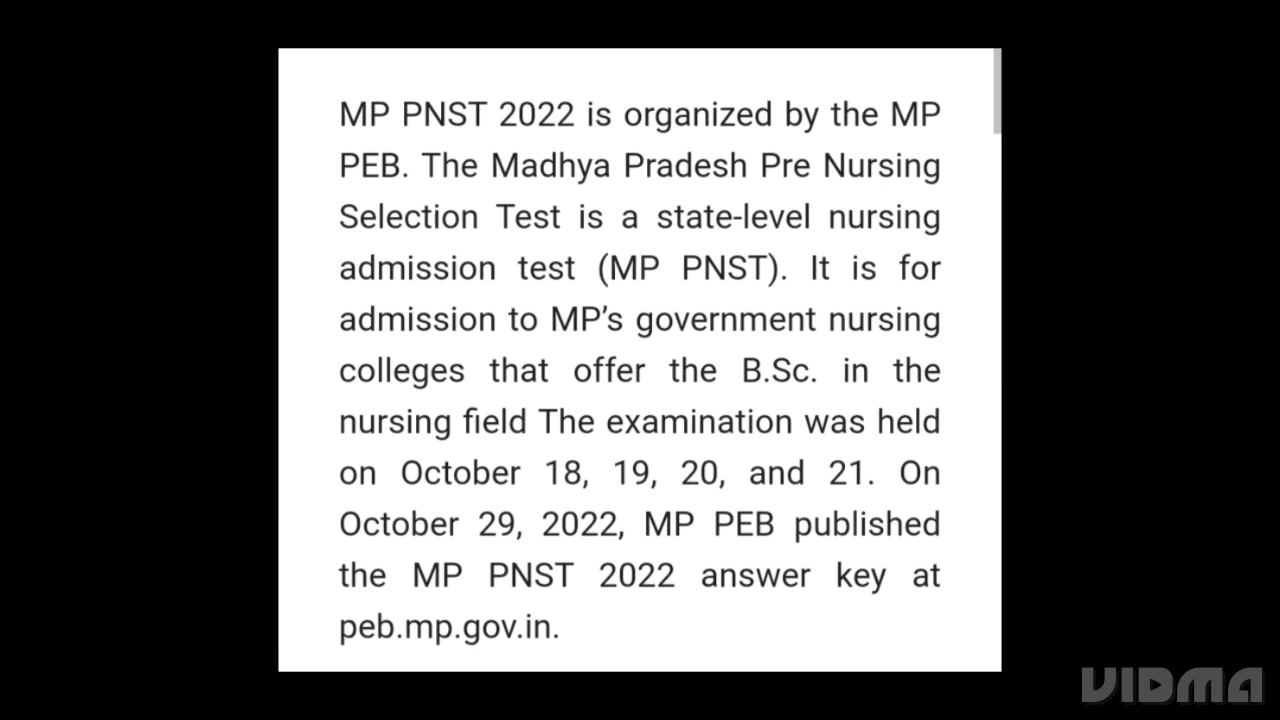 MP PNST 2022 is organized by the MP
PEB. The Madhya Pradesh Pre Nursing
Selection Test is a state-level nursing
admission test (MP PNST). It is for
admission to MP’s government nursing
colleges that offer the B.Sc. in the
nursing field The examination was held
on October 18, 19, 20, and 21. On
October 29, 2022, MP PEB published
the MP PNST 2022 answer key at
peb.mp.gov.in.
VIDMA